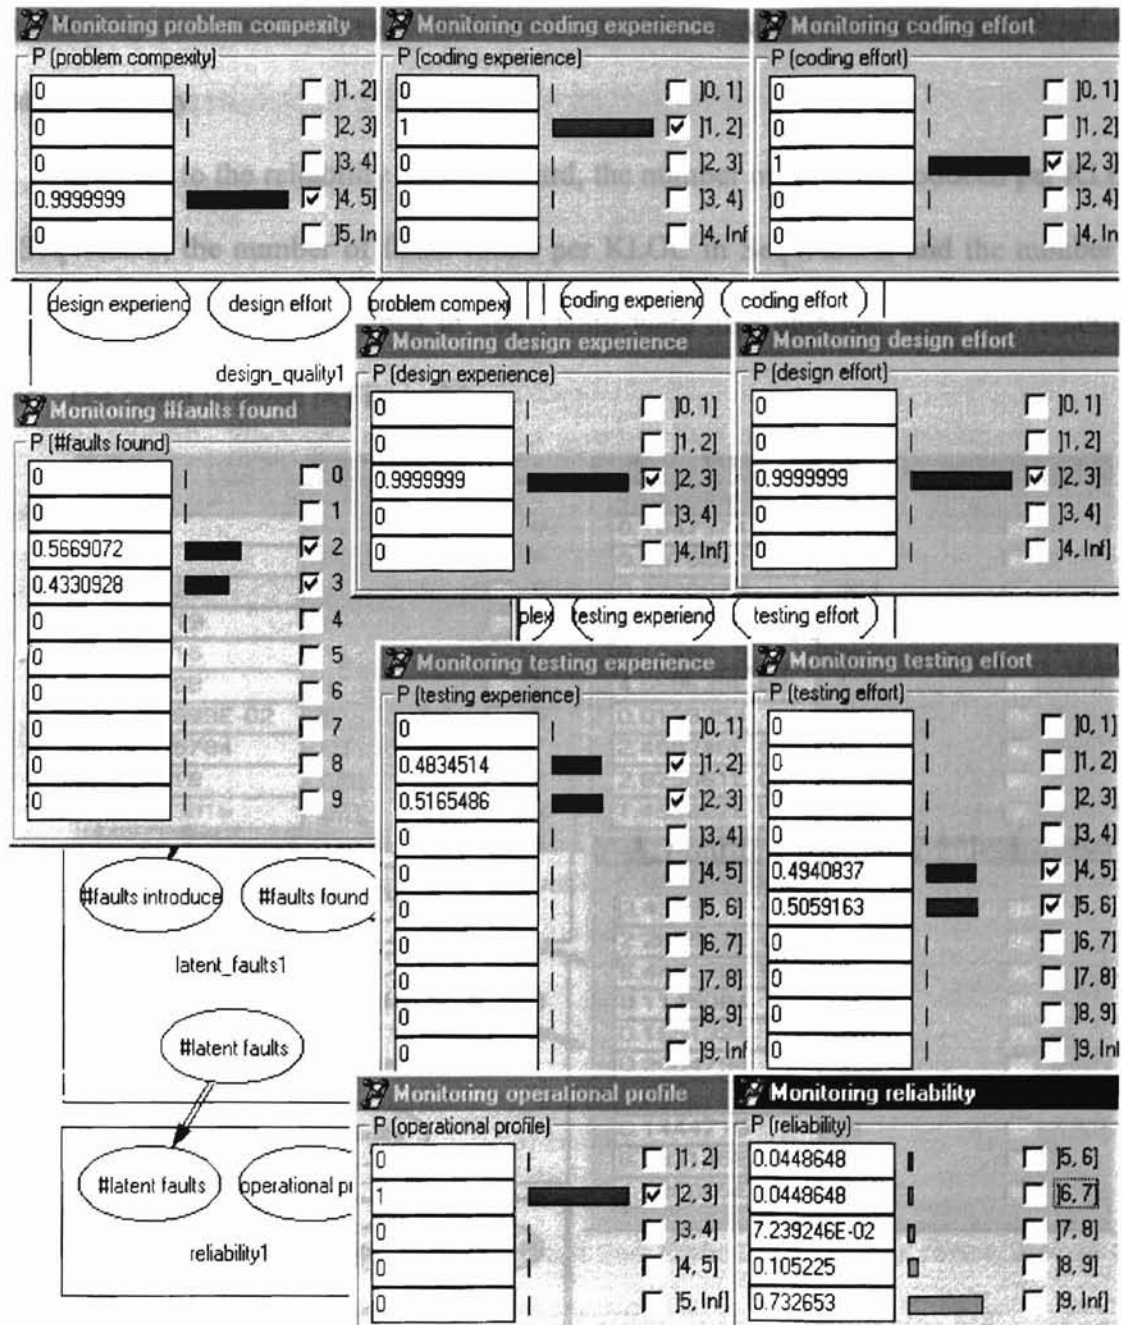 Monitoring problem compexity
P (problem compexity)
0 ]1, 2]
0 ]2, 3]
0 ]3, 4]
0.9999999 ]4, 5]
0 ]5, In
Monitoring coding experience
P (coding experience)
0 ]0, 1]
1 ]1, 2]
0 ]2, 3]
0 ]3, 4]
0 ]4, Inf
Monitoring coding effort
P (coding effort)
0 ]0, 1]
0 ]1, 2]
1 ]2, 3]
0 ]3, 4]
0 ]4, In
design experienc
design effort
problem compexi
coding experienc
coding effort
design_quality1
Monitoring design experience
P (design experience)
0 ]0, 1]
0 ]1, 2]
0.9999999 ]2, 3]
0 ]3, 4]
0 ]4, Inf]
Monitoring design effort
P (design effort)
0 ]0, 1]
0 ]1, 2]
0.9999999 ]2, 3]
0 ]3, 4]
0 ]4, Inf]
Monitoring #faults found
P (#faults found)
0 0
0 1
0.5669072 2
0.4330928 3
0 4
0 5
0 6
0 7
0 8
0 9
plex
testing experienc
testing effort
Monitoring testing experience
P (testing experience)
0 ]0, 1]
0.4834514 ]1, 2]
0.5165486 ]2, 3]
0 ]3, 4]
0 ]4, 5]
0 ]5, 6]
0 ]6, 7]
0 ]7, 8]
0 ]8, 9]
0 ]9, Inf
Monitoring testing effort
P (testing effort)
0 ]0, 1]
0 ]1, 2]
0 ]2, 3]
0 ]3, 4]
0.4940837 ]4, 5]
0.5059163 ]5, 6]
0 ]6, 7]
0 ]7, 8]
0 ]8, 9]
0 ]9, Inf
#faults introduce
#faults found
latent_faults1
#latent faults
#latent faults
operational pr
reliability1
Monitoring operational profile
P (operational profile)
0 ]1, 2]
1 ]2, 3]
0 ]3, 4]
0 ]4, 5]
0 ]5, Inf]
Monitoring reliability
P (reliability)
0.0448648 ]5, 6]
0.0448648 ]6, 7]
7.239246E-02 ]7, 8]
0.105225 ]8, 9]
0.732653 ]9, Inf]